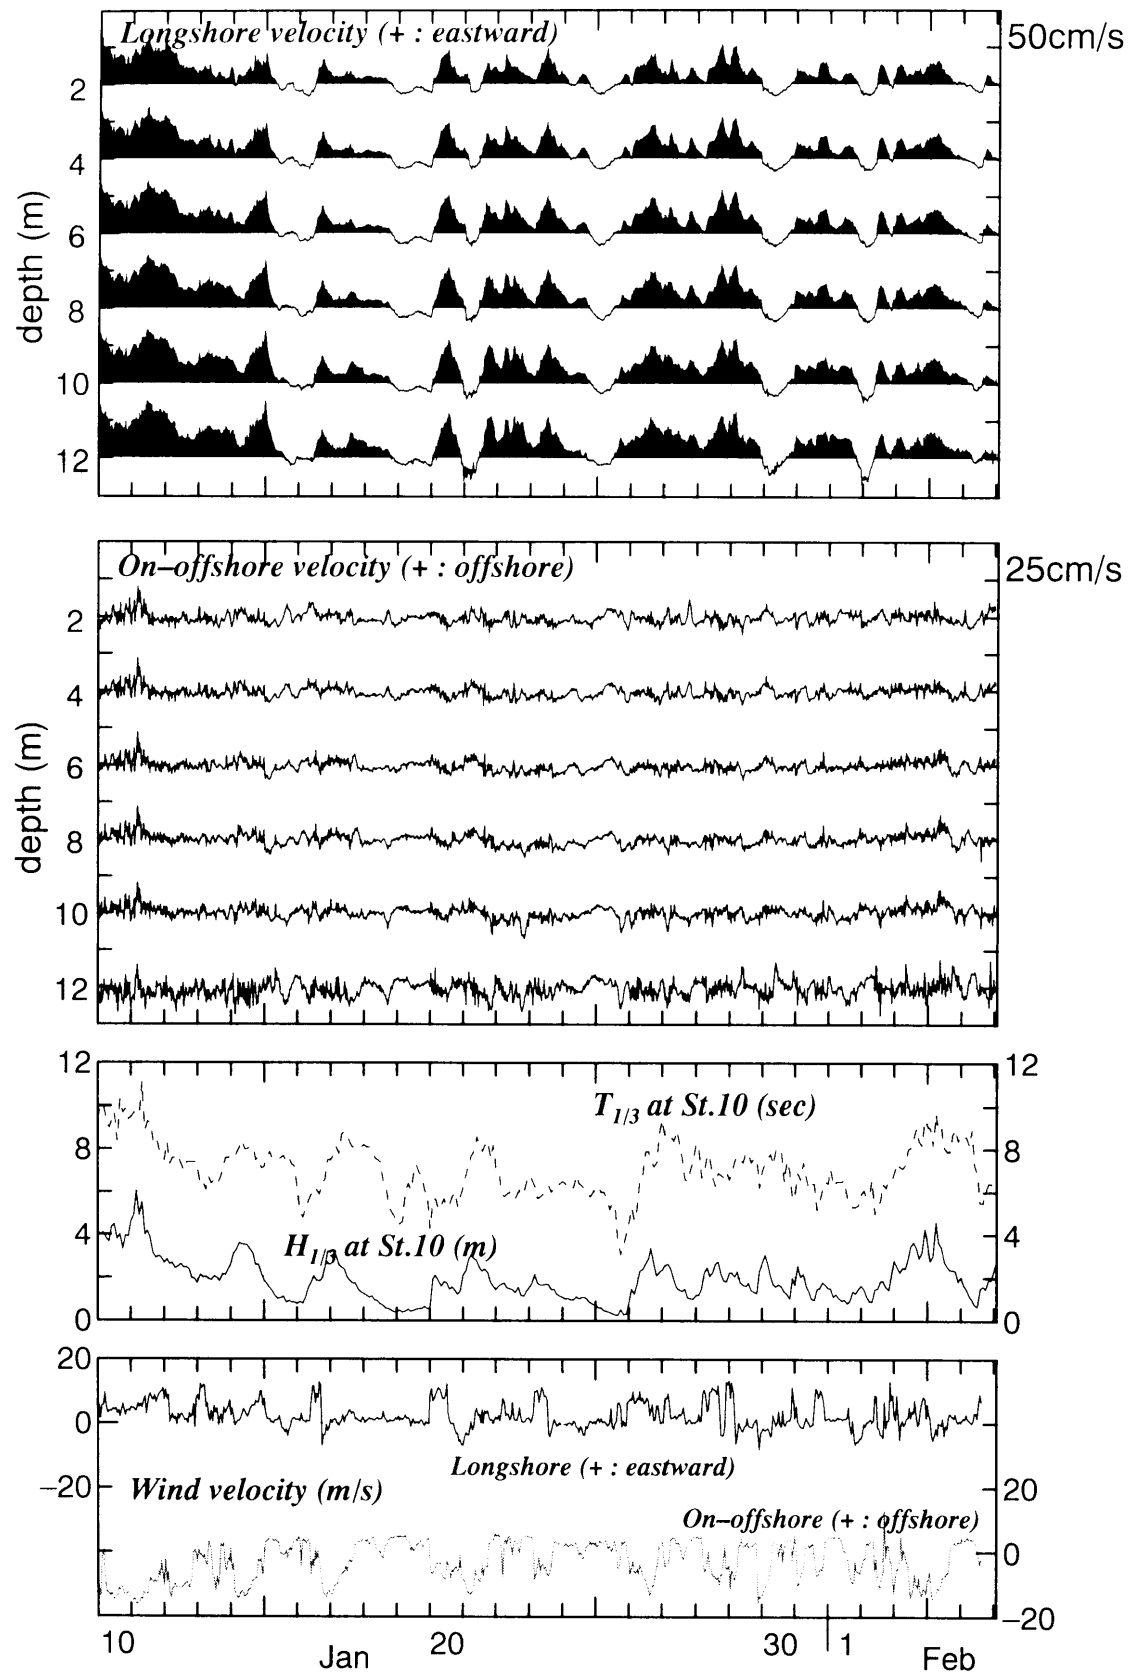 Longshore velocity (+ : eastward)
50cm/s
2
4
6
8
10
12
depth (m)
On–offshore velocity (+ : offshore)
25cm/s
2
4
6
8
10
12
depth (m)
12
8
4
0
T1/3 at St.10 (sec)
H1/3 at St.10 (m)
12
8
4
0
20
0
−20
Longshore (+ : eastward)
Wind velocity (m/s)
On–offshore (+ : offshore)
20
0
−20
10 20 30 1
Jan Feb